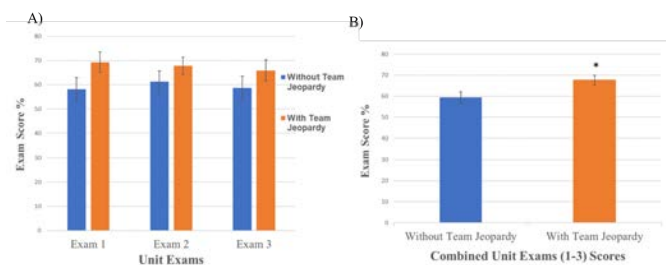 A)
80
70
60
50
40
30
20
10
0
Exam Score %
Exam 1 Exam 2 Exam 3
Unit Exams
Without Team
Jeopardy
With Team
Jeopardy
B)
80
70
60
50
40
30
20
10
0
Exam Score %
*
Without Team Jeopardy With Team Jeopardy
Combined Unit Exams (1-3) Scores